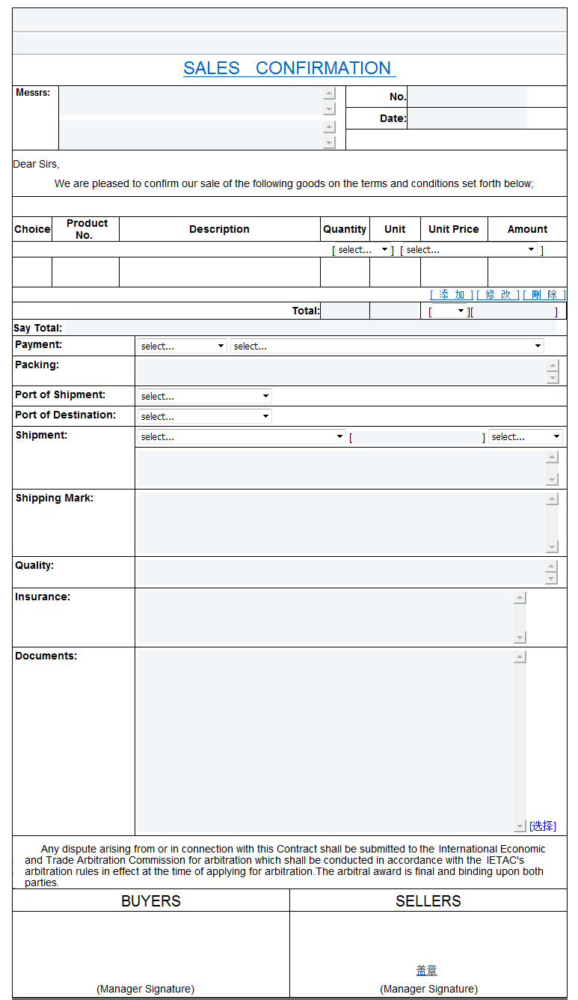 SALES CONFIRMATION
Messrs:
No.
Date:
Dear Sirs,
We are pleased to confirm our sale of the following goods on the terms and conditions set forth below;
Choice Product No. Description Quantity Unit Unit Price Amount
[ select... ] [ select... ]
[ 添 加 ] [ 修 改 ] [ 刪 除 ]
Total: [ ][ ]
Say Total:
Payment: select... select...
Packing:
Port of Shipment: select...
Port of Destination: select...
Shipment: select... [ ] select...
Shipping Mark:
Quality:
Insurance:
Documents:
[选择]
Any dispute arising from or in connection with this Contract shall be submitted to the International Economic
and Trade Arbitration Commission for arbitration which shall be conducted in accordance with the IETAC's
arbitration rules in effect at the time of applying for arbitration.The arbitral award is final and binding upon both
parties.
BUYERS SELLERS
盖章
(Manager Signature) (Manager Signature)